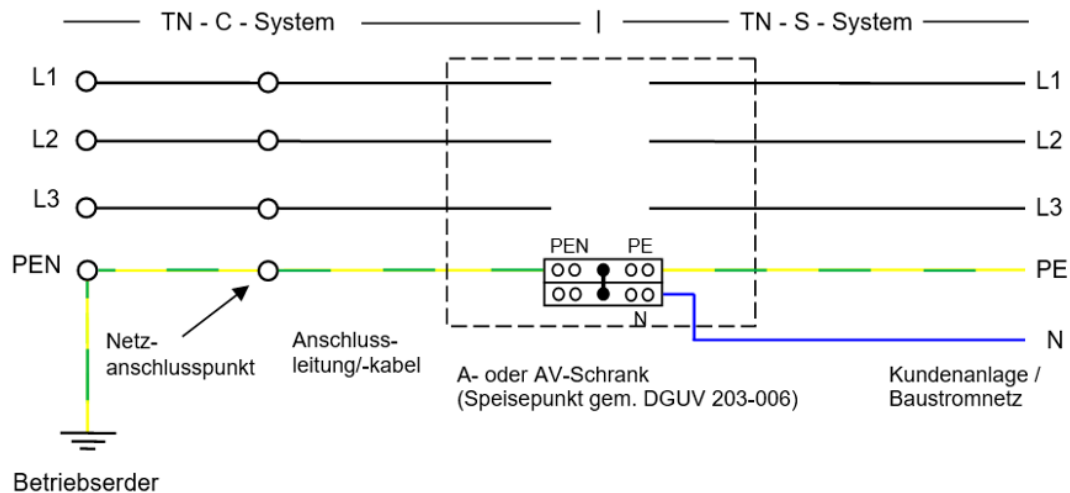 TN - C - System | TN - S - System
L1 L1
L2 L2
L3 L3
PEN PEN PE PE
N
N
Netz-
anschlusspunkt
Anschluss-
leitung/-kabel
A- oder AV-Schrank
(Speisepunkt gem. DGUV 203-006)
Kundenanlage /
Baustromnetz
Betriebserder